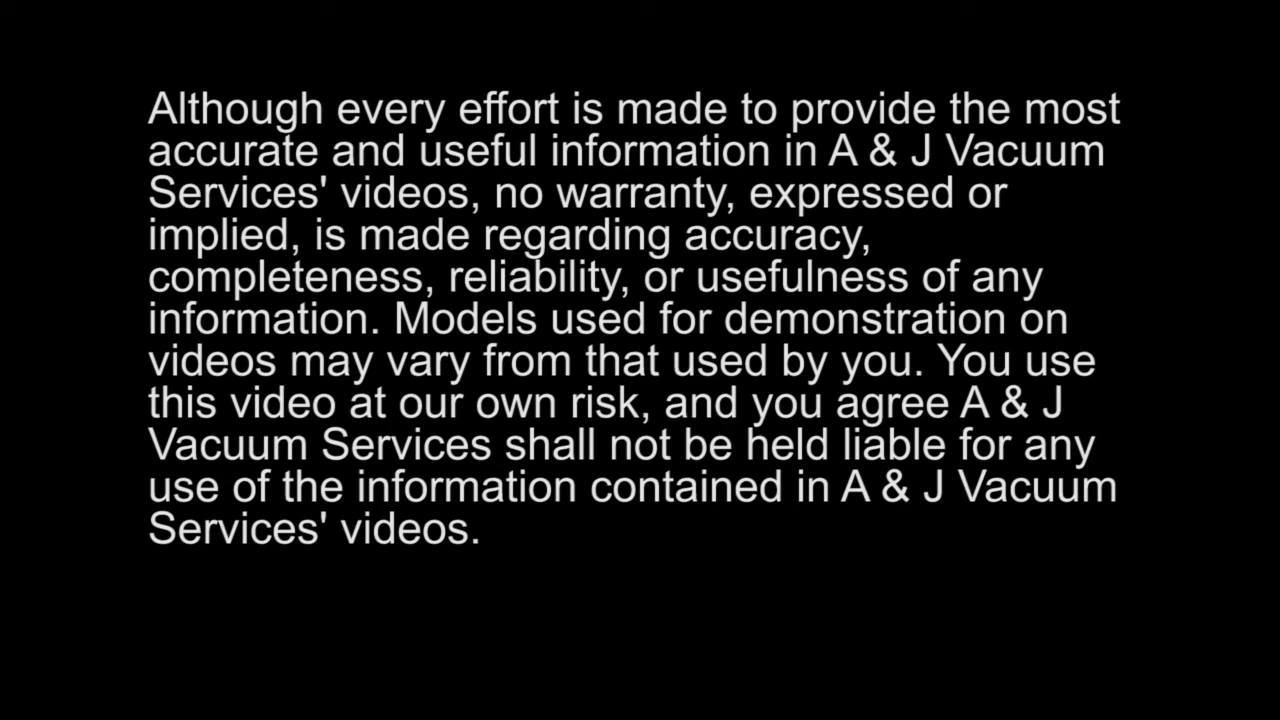 Although every effort is made to provide the most
accurate and useful information in A & J Vacuum
Services' videos, no warranty, expressed or
implied, is made regarding accuracy,
completeness, reliability, or usefulness of any
information. Models used for demonstration on
videos may vary from that used by you. You use
this video at our own risk, and you agree A & J
Vacuum Services shall not be held liable for any
use of the information contained in A & J Vacuum
Services' videos.